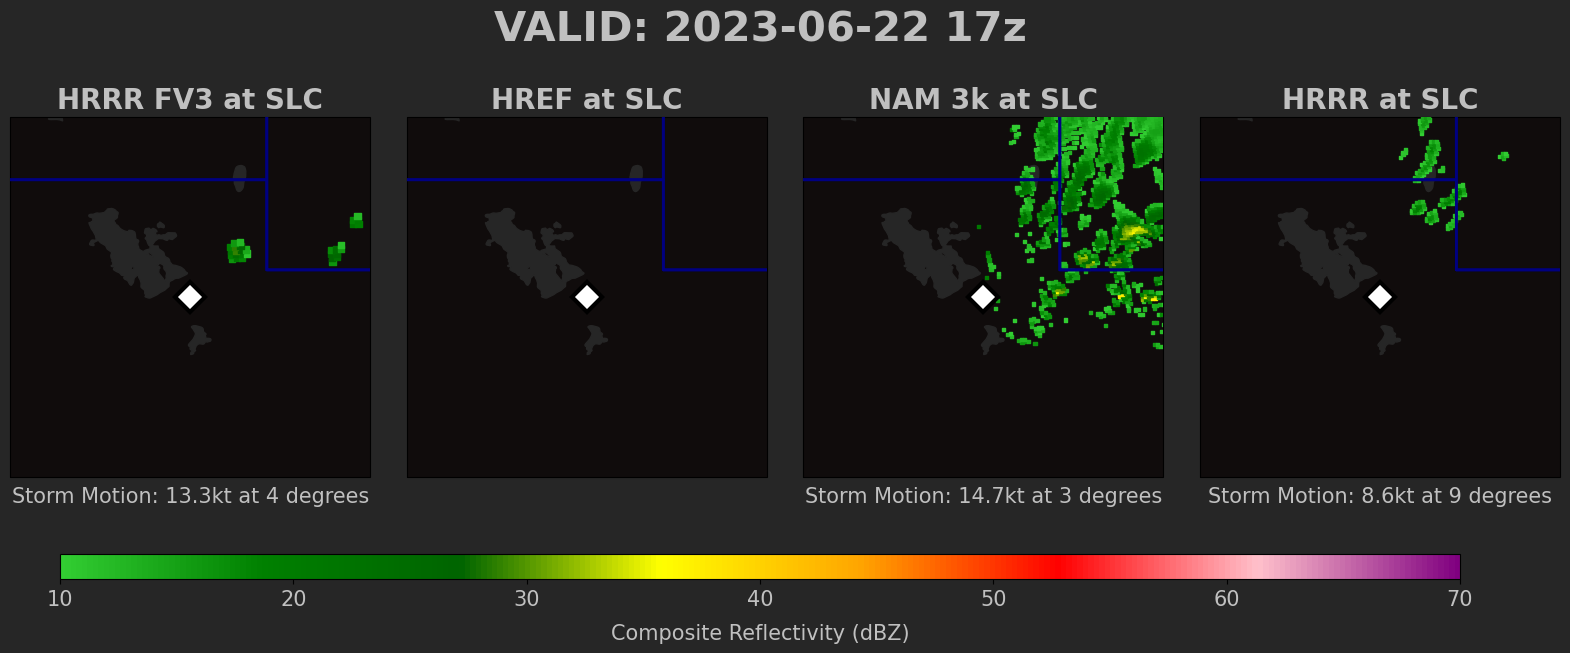 VALID: 2023-06-22 17z
HRRR FV3 at SLC
HREF at SLC
NAM 3k at SLC
HRRR at SLC
Storm Motion: 13.3kt at 4 degrees
Storm Motion: 14.7kt at 3 degrees
Storm Motion: 8.6kt at 9 degrees
10 20 30 40 50 60 70
Composite Reflectivity (dBZ)